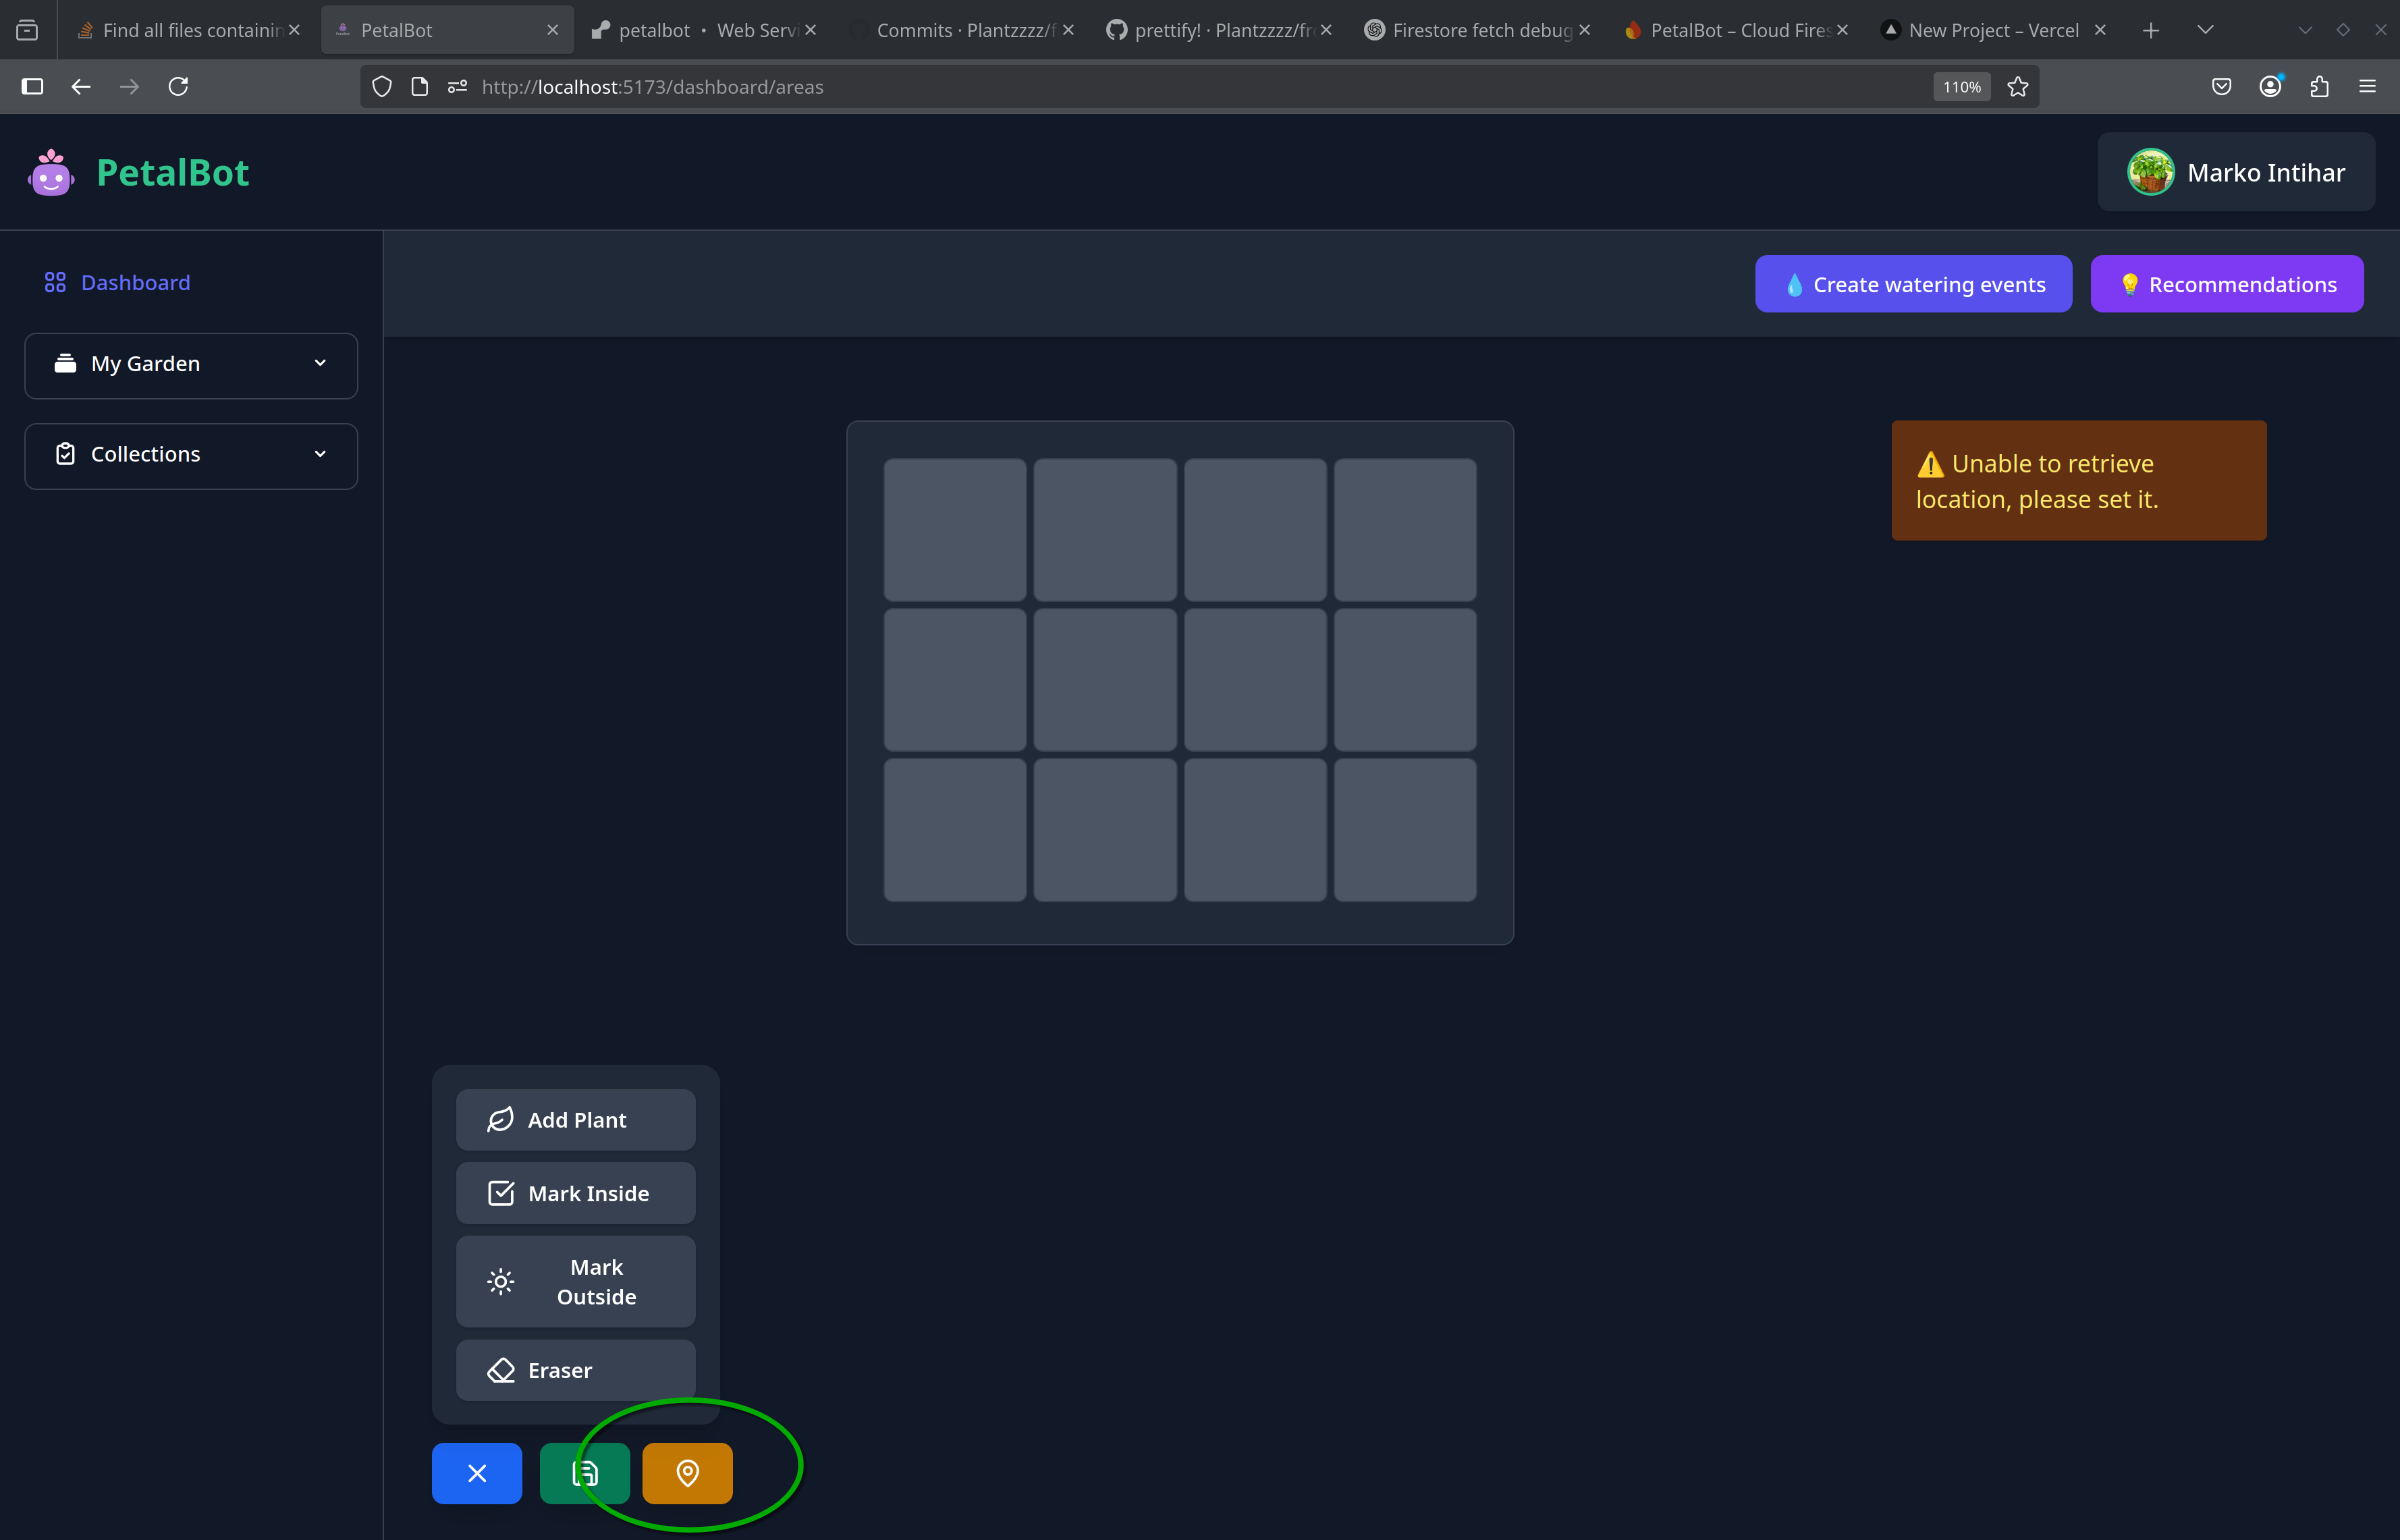 Find all files containin
PetalBot
petalbot • Web Servi
Commits · Plantzzzz/f
prettify! · Plantzzzz/fr
Firestore fetch debug
PetalBot – Cloud Fires
New Project – Vercel
http://localhost:5173/dashboard/areas
110%
PetalBot
Marko Intihar
Dashboard
💧 Create watering events
💡 Recommendations
My Garden
Collections
⚠️ Unable to retrieve
location, please set it.
Add Plant
Mark Inside
Mark
Outside
Eraser